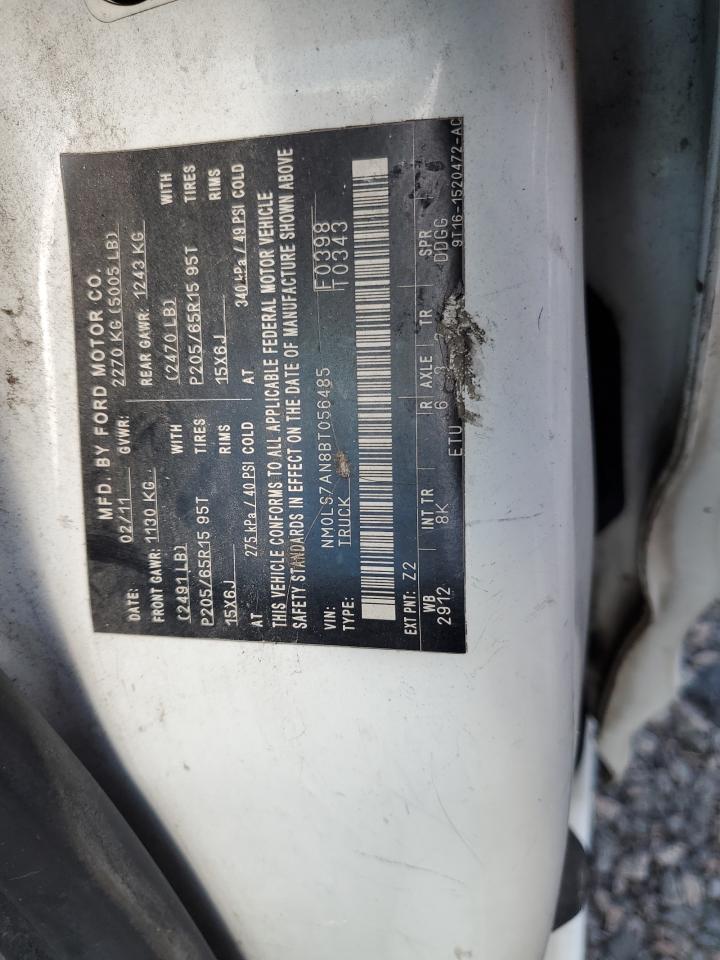 MFD. BY FORD MOTOR CO.
DATE: 02/11 GVWR: 2270 KG (5005 LB)
FRONT GAWR: 1130 KG REAR GAWR: 1243 KG
(2491 LB) WITH (2470 LB) WITH
P205/65R15 95T TIRES P205/65R15 95T TIRES
15X6J RIMS 15X6J RIMS
AT 275 kPa / 40 PSI COLD AT 340 kPa / 49 PSI COLD
THIS VEHICLE CONFORMS TO ALL APPLICABLE FEDERAL MOTOR VEHICLE
SAFETY STANDARDS IN EFFECT ON THE DATE OF MANUFACTURE SHOWN ABOVE
VIN: NM0LS7AN8BT056485 F0398
TYPE: TRUCK T0343
EXT PNT: Z2
WB INT TR R AXLE TR SPR
2912 8K 6 3 DDGG
ETU 9T16-1520472-AC